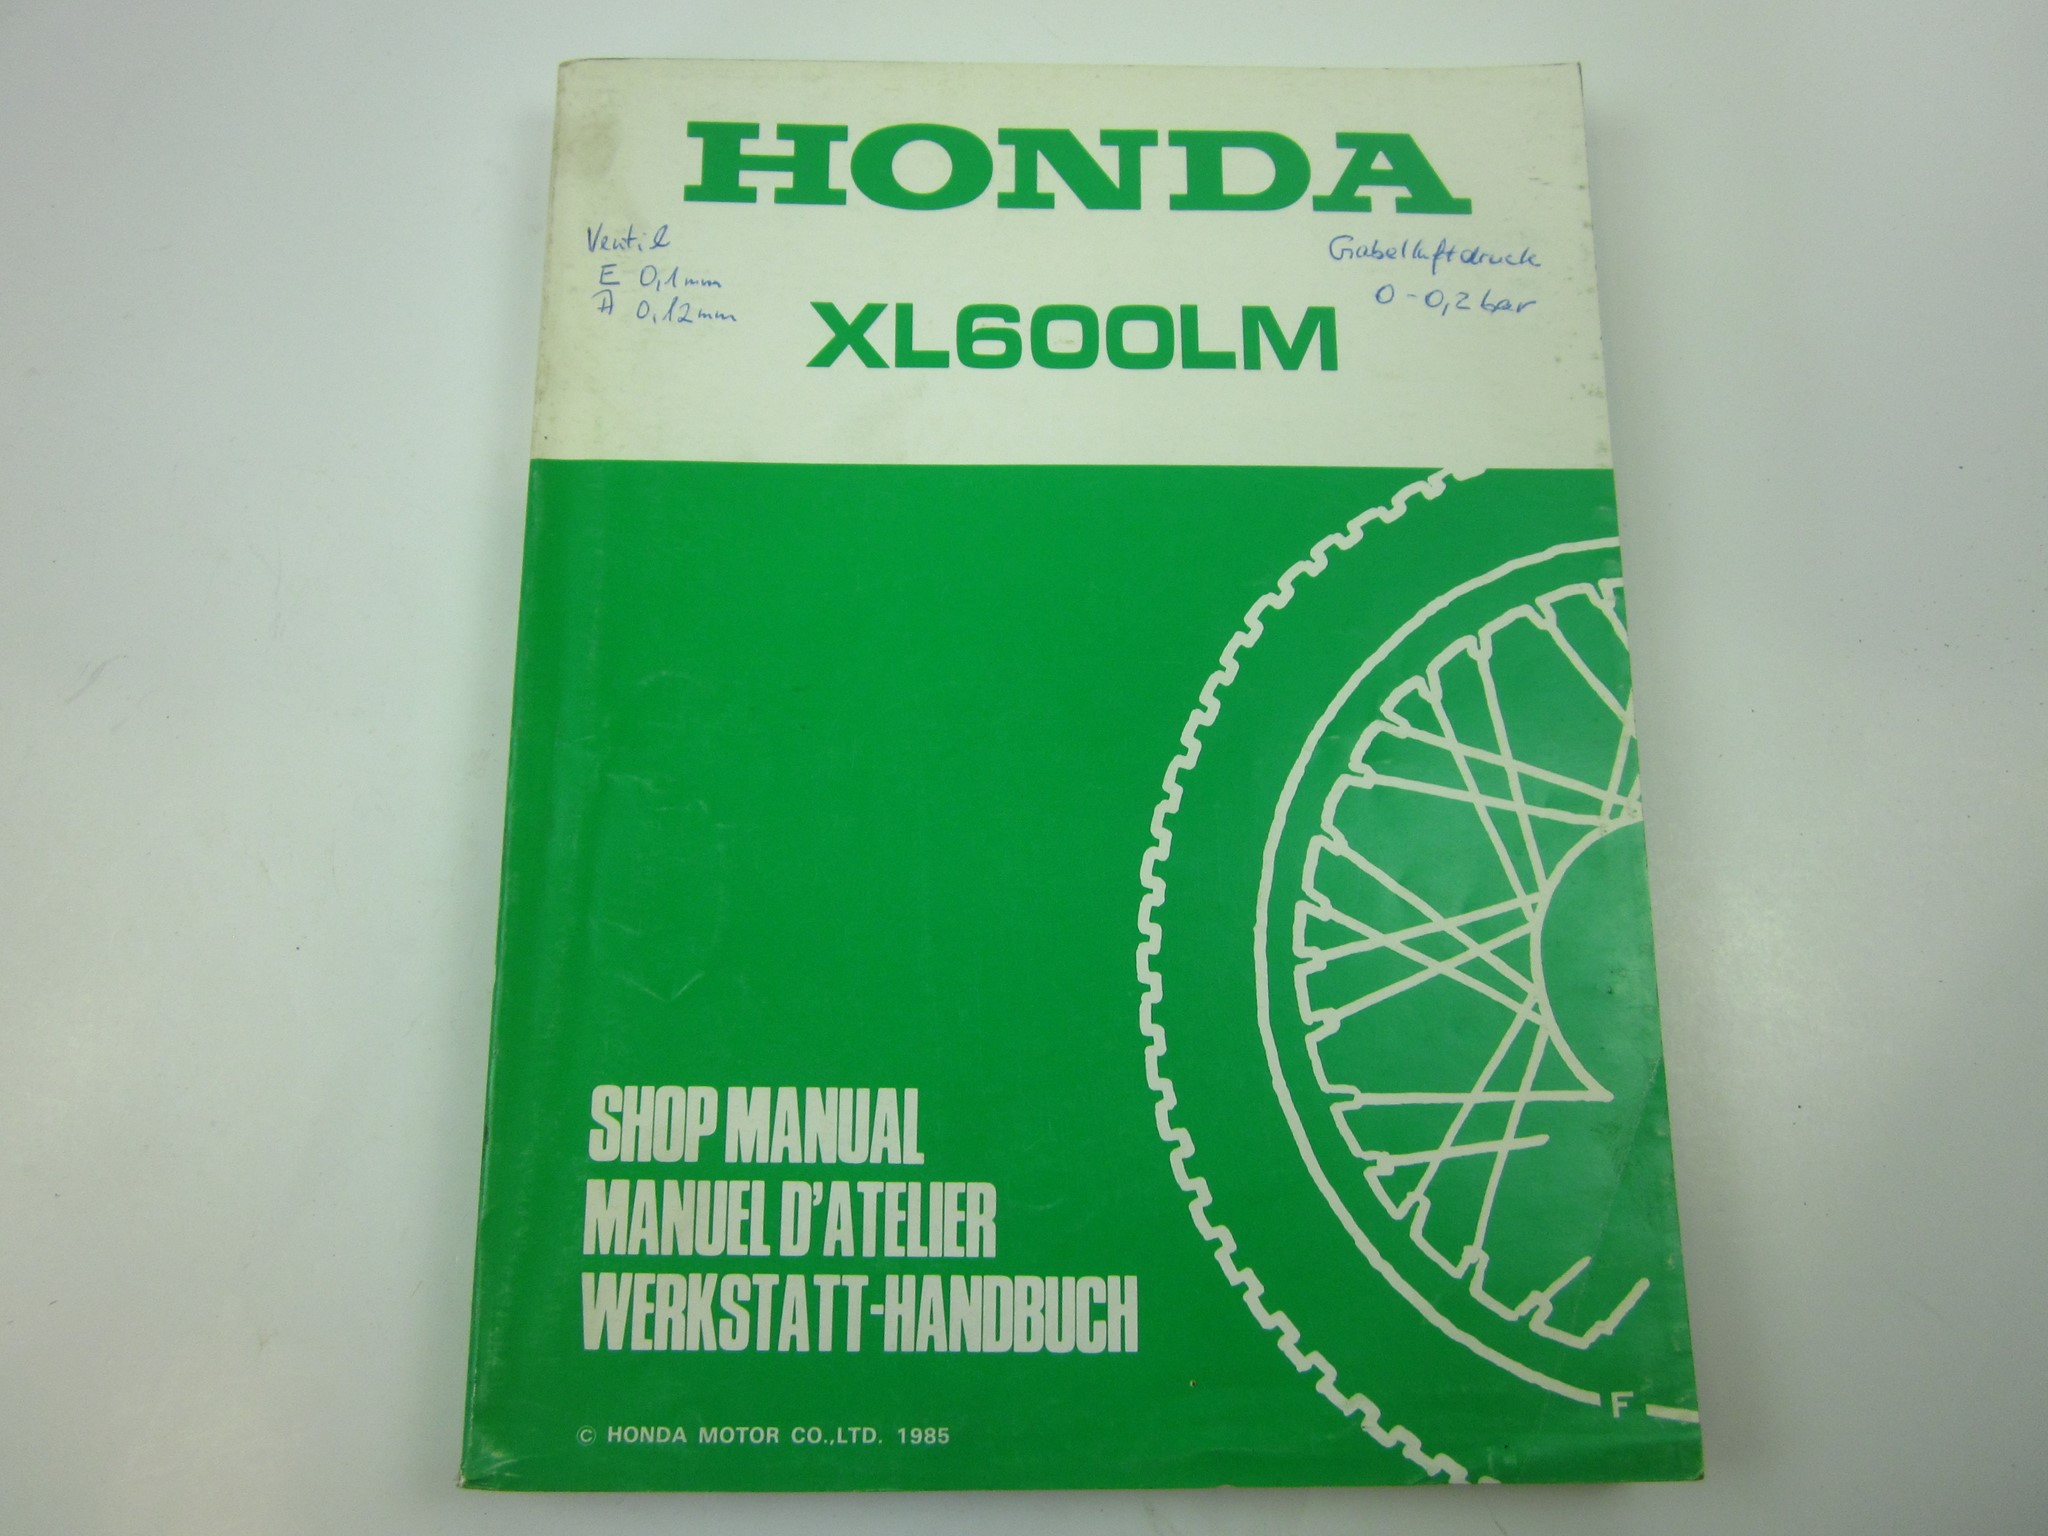 HONDA
Ventil
E 0,1mm
A 0,12mm
Gabelluftdruck
0-0,2 bar
XL600LM
SHOP MANUAL
MANUEL D'ATELIER
WERKSTATT-HANDBUCH
F
© HONDA MOTOR CO.,LTD. 1985